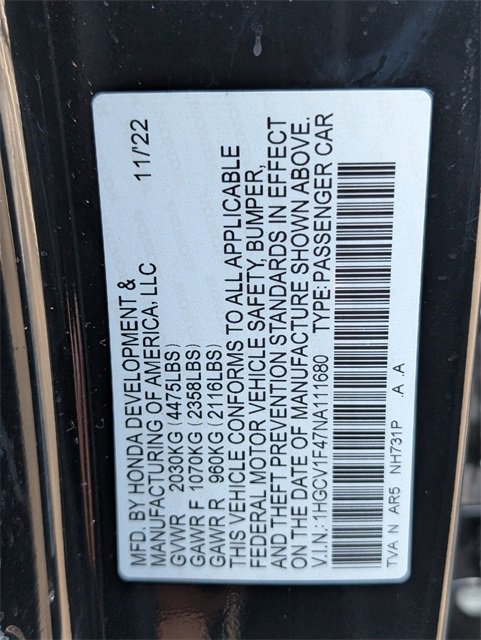 MFD. BY HONDA DEVELOPMENT &
MANUFACTURING OF AMERICA, LLC 11/'22
GVWR 2030KG (4475LBS)
GAWR F 1070KG (2358LBS)
GAWR R 960KG (2116LBS)
THIS VEHICLE CONFORMS TO ALL APPLICABLE
FEDERAL MOTOR VEHICLE SAFETY, BUMPER,
AND THEFT PREVENTION STANDARDS IN EFFECT
ON THE DATE OF MANUFACTURE SHOWN ABOVE.
V.I.N.: 1HGCV1F47NA111680 TYPE: PASSENGER CAR
TVA N AR5 NH731P A .A